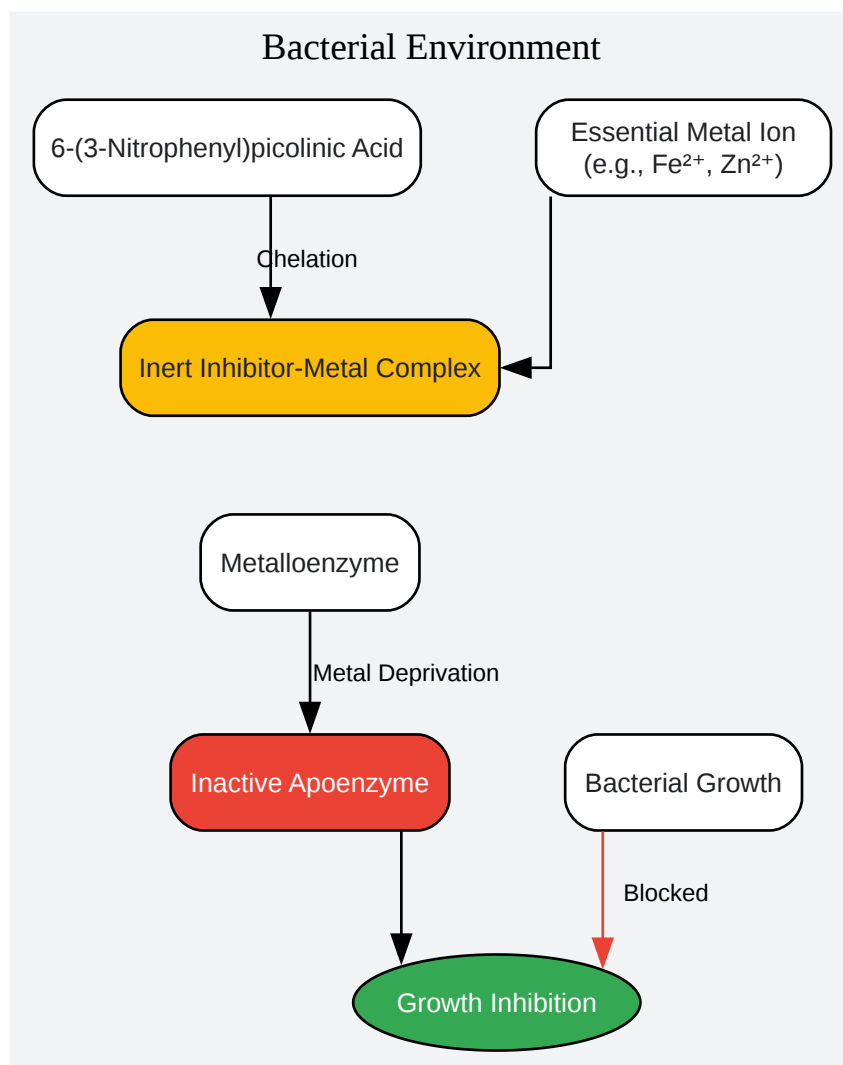 Bacterial Environment
6-(3-Nitrophenyl)picolinic Acid
Essential Metal Ion
(e.g., Fe²⁺, Zn²⁺)
Chelation
Inert Inhibitor-Metal Complex
Metalloenzyme
Metal Deprivation
Inactive Apoenzyme
Bacterial Growth
Blocked
Growth Inhibition